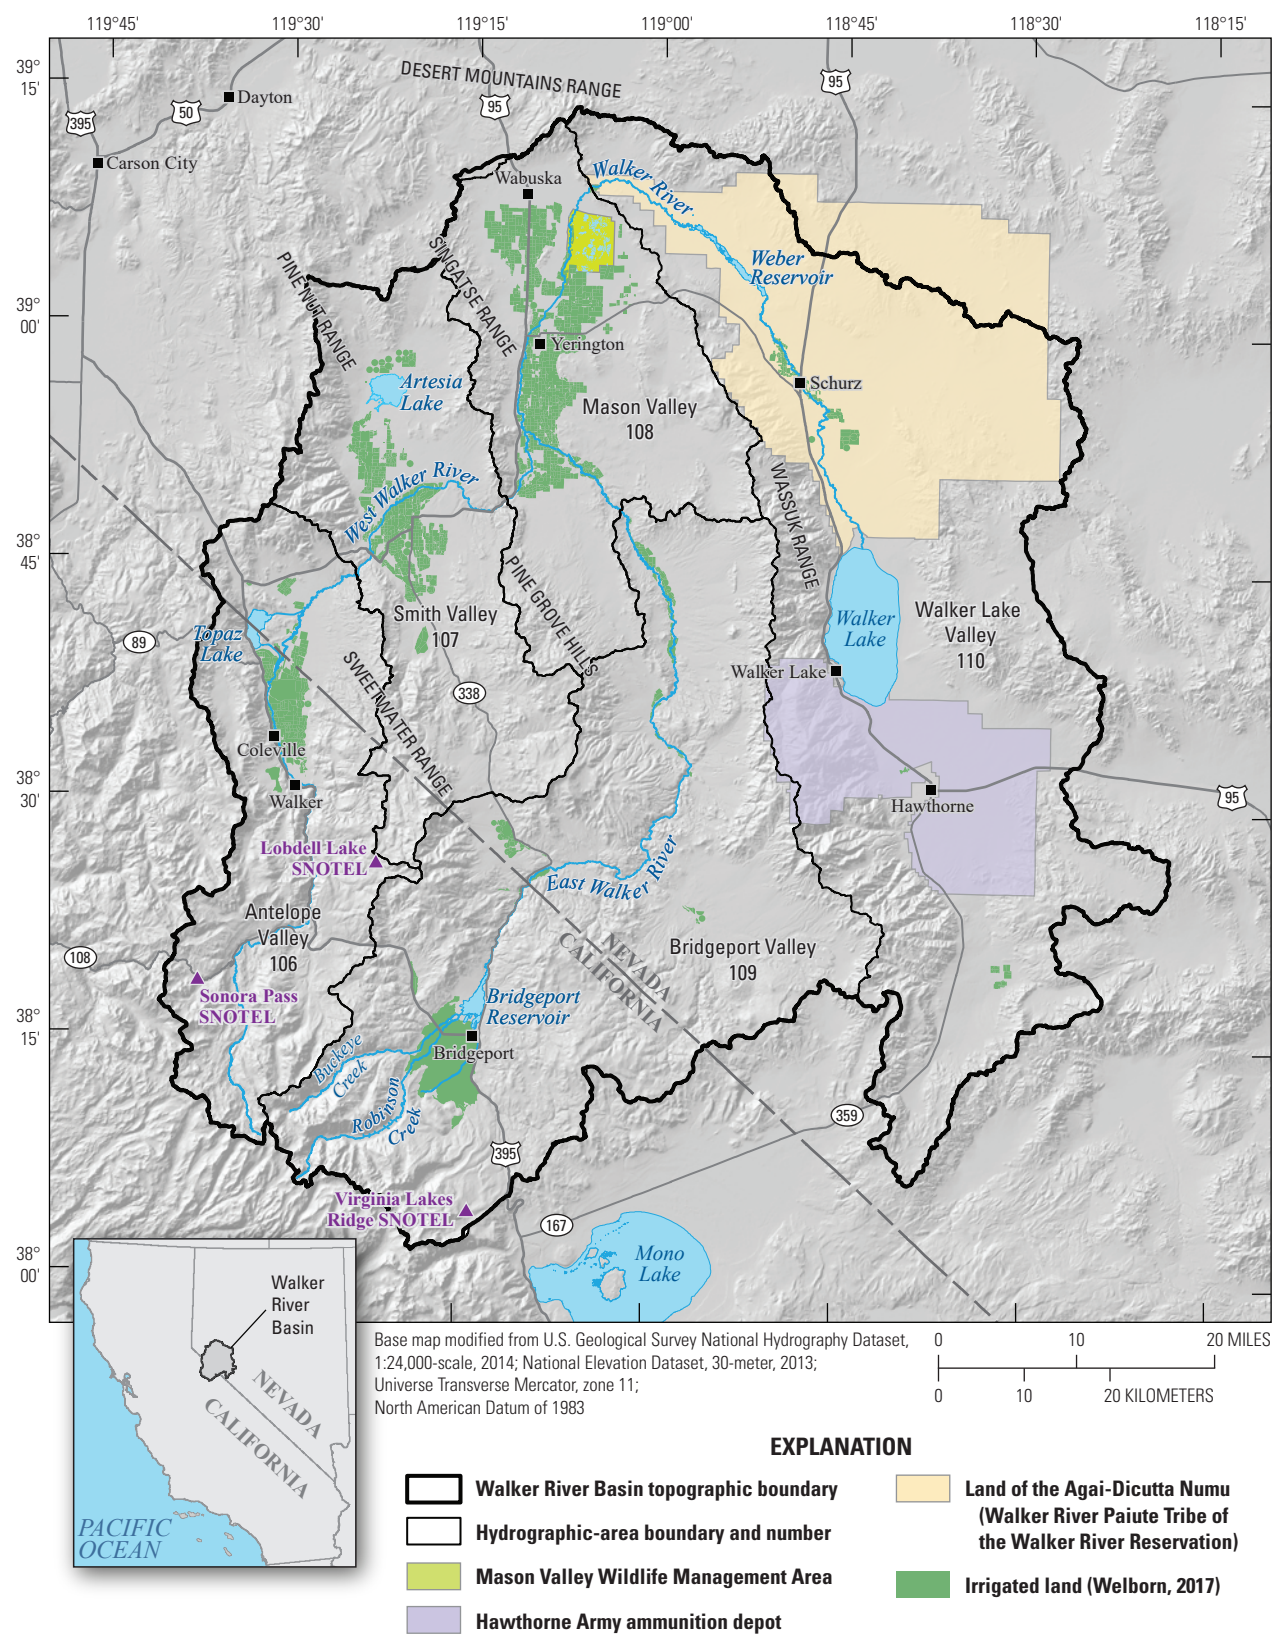 119°45' 119°30' 119°15' 119°00' 118°45' 118°30' 118°15'
39°
15'
39°
00'
38°
45'
38°
30'
38°
15'
38°
00'
DESERT MOUNTAINS RANGE
95
95
Dayton
50
395
Carson City
Wabuska
Walker River
Weber
Reservoir
SINGATSE RANGE
PINE NUT RANGE
Yerington
Artesia
Lake
Schurz
Mason Valley
108
West Walker River
WASSUK RANGE
PINE GROVE HILLS
Smith Valley
107
Walker
Lake
Walker Lake
Valley
110
Topaz
Lake
89
SWEETWATER RANGE
338
Walker Lake
Coleville
Walker
Hawthorne
95
Lobdell Lake
SNOTEL
East Walker River
Antelope
Valley
106
NEVADA
CALIFORNIA
Bridgeport Valley
109
108
Sonora Pass
SNOTEL
Bridgeport
Reservoir
Bridgeport
Buckeye
Creek
Robinson
Creek
359
395
Virginia Lakes
Ridge SNOTEL
167
Mono
Lake
Walker
River
Basin
NEVADA
CALIFORNIA
PACIFIC
OCEAN
Base map modified from U.S. Geological Survey National Hydrography Dataset,
1:24,000-scale, 2014; National Elevation Dataset, 30-meter, 2013;
Universe Transverse Mercator, zone 11;
North American Datum of 1983
0 10 20 MILES
0 10 20 KILOMETERS
EXPLANATION
Walker River Basin topographic boundary
Hydrographic-area boundary and number
Mason Valley Wildlife Management Area
Hawthorne Army ammunition depot
Land of the Agai-Dicutta Numu
(Walker River Paiute Tribe of
the Walker River Reservation)
Irrigated land (Welborn, 2017)